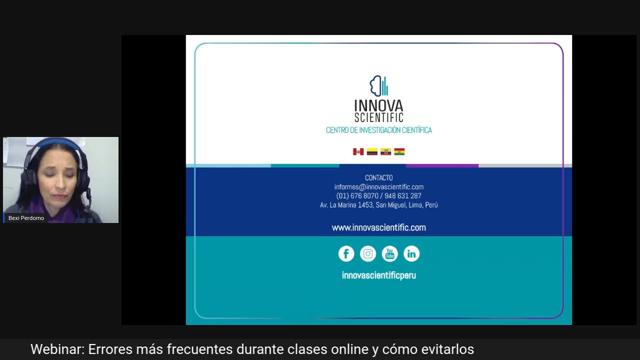 INNOVA
SCIENTIFIC
CENTRO DE INVESTIGACIÓN CIENTÍFICA
CONTACTO
informes@innovascientific.com
(01) 676 8070 / 948 631 287
Av. La Marina 1453, San Miguel, Lima, Perú
www.innovascientific.com
innovascientificperu
Bexi Perdomo
Webinar: Errores más frecuentes durante clases online y cómo evitarlos